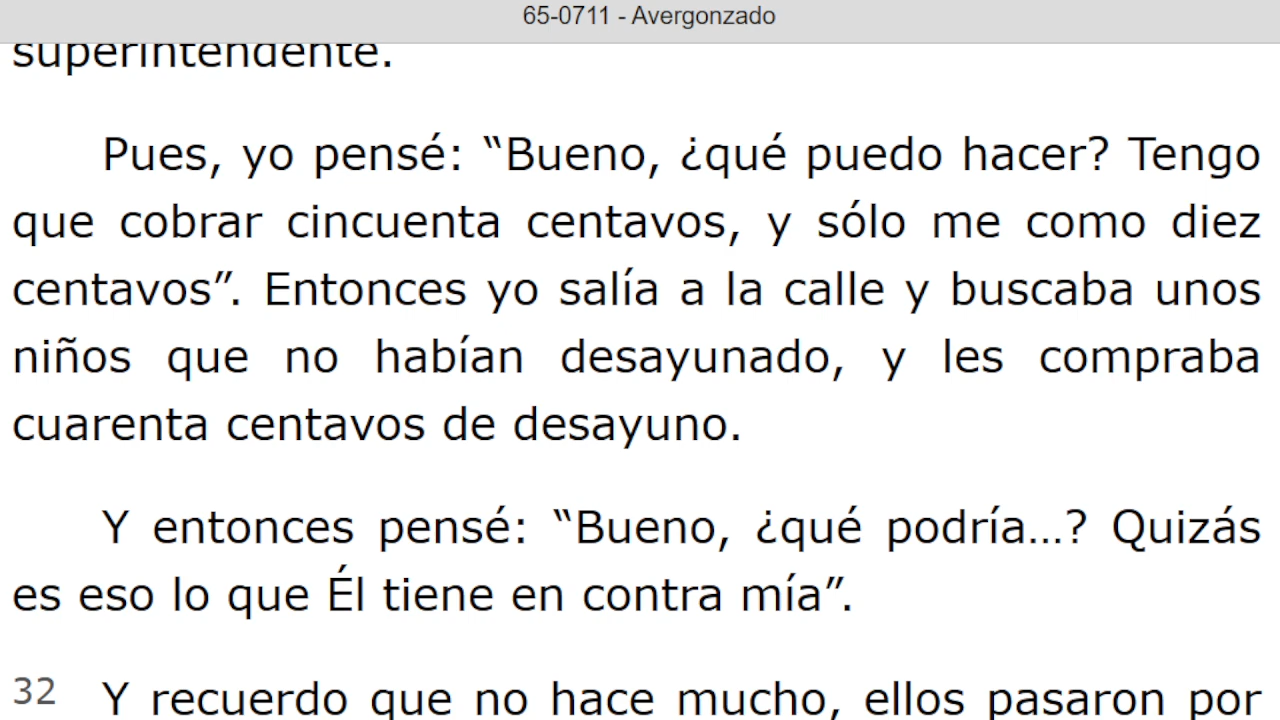 65-0711 - Avergonzado
superintendente.
Pues, yo pensé: “Bueno, ¿qué puedo hacer? Tengo
que cobrar cincuenta centavos, y sólo me como diez
centavos”. Entonces yo salía a la calle y buscaba unos
niños que no habían desayunado, y les compraba
cuarenta centavos de desayuno.
Y entonces pensé: “Bueno, ¿qué podría...? Quizás
es eso lo que Él tiene en contra mía”.
32 Y recuerdo que no hace mucho, ellos pasaron por